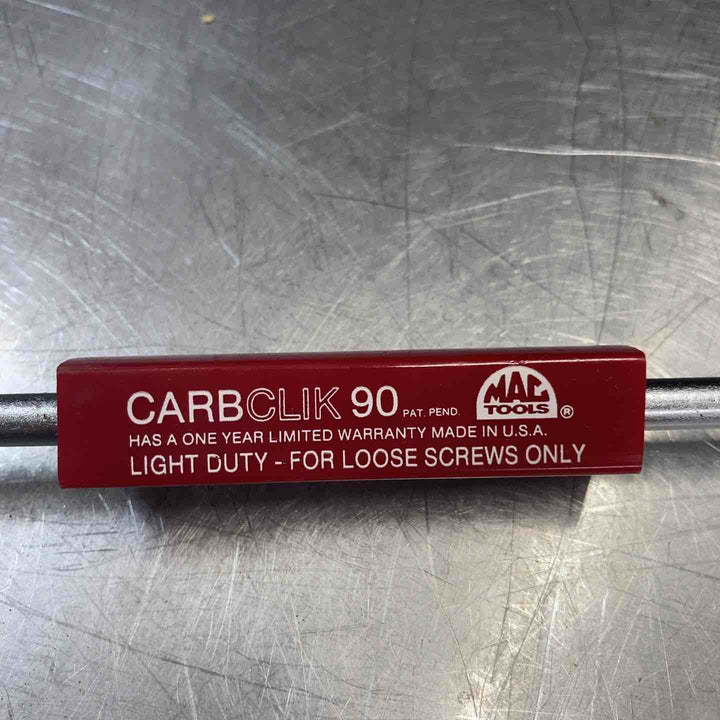 CARBCLIK 90 PAT. PEND. MAC TOOLS ®
HAS A ONE YEAR LIMITED WARRANTY MADE IN U.S.A.
LIGHT DUTY - FOR LOOSE SCREWS ONLY